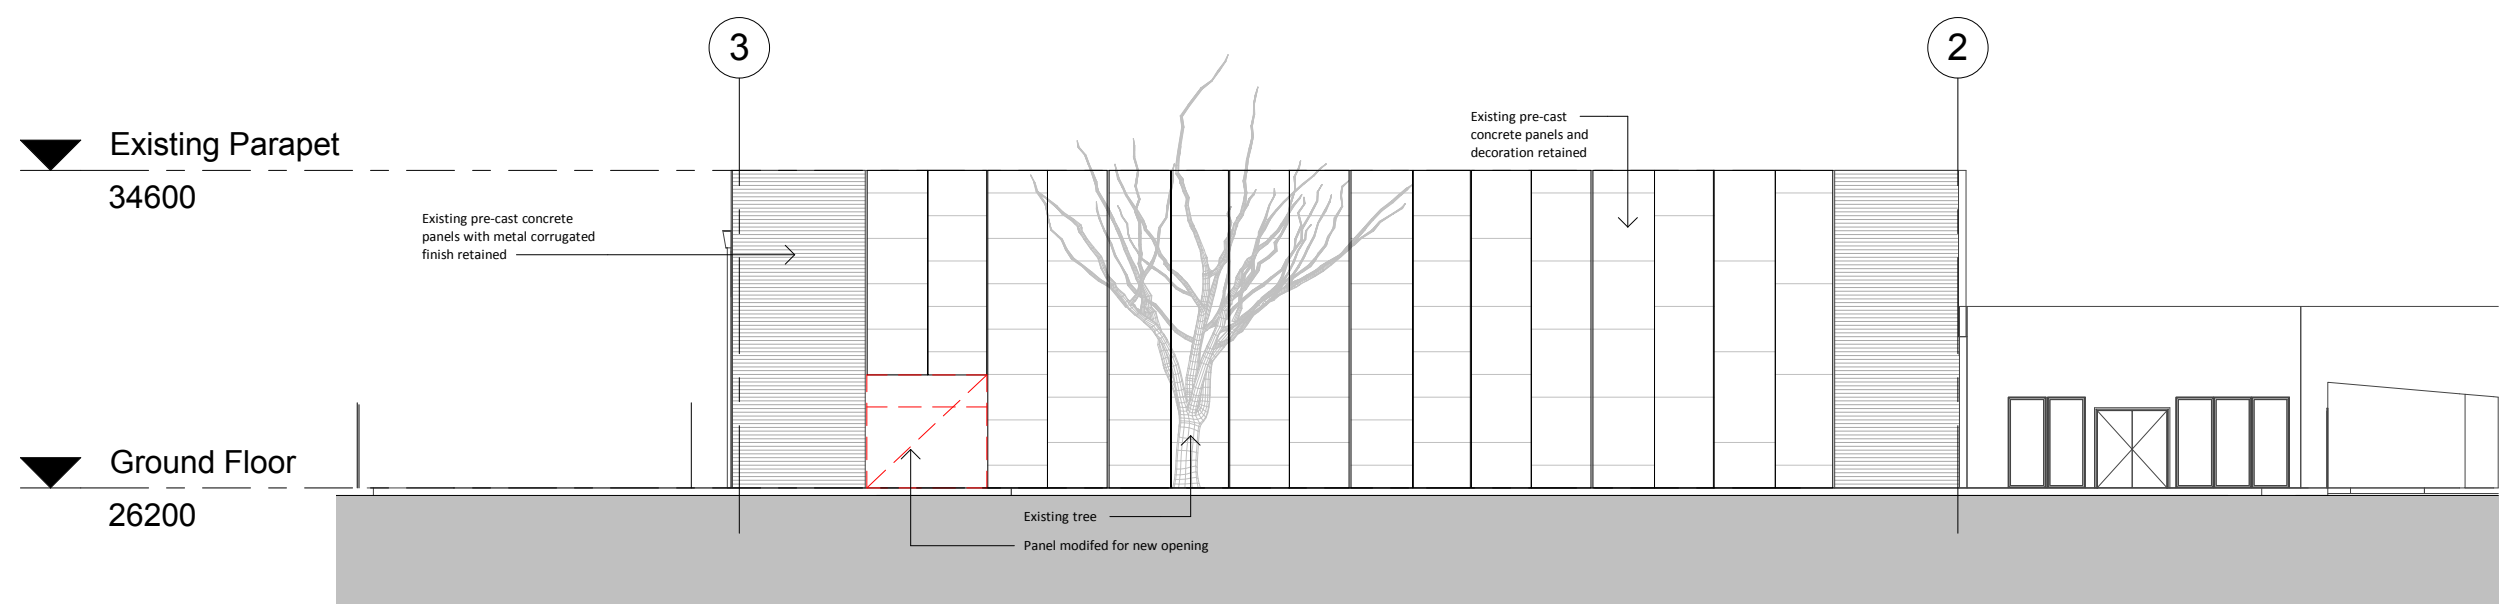 3
2
Existing Parapet
34600
Existing pre-cast
concrete panels and
decoration retained
Existing pre-cast concrete
panels with metal corrugated
finish retained
Ground Floor
26200
Existing tree
Panel modifed for new opening